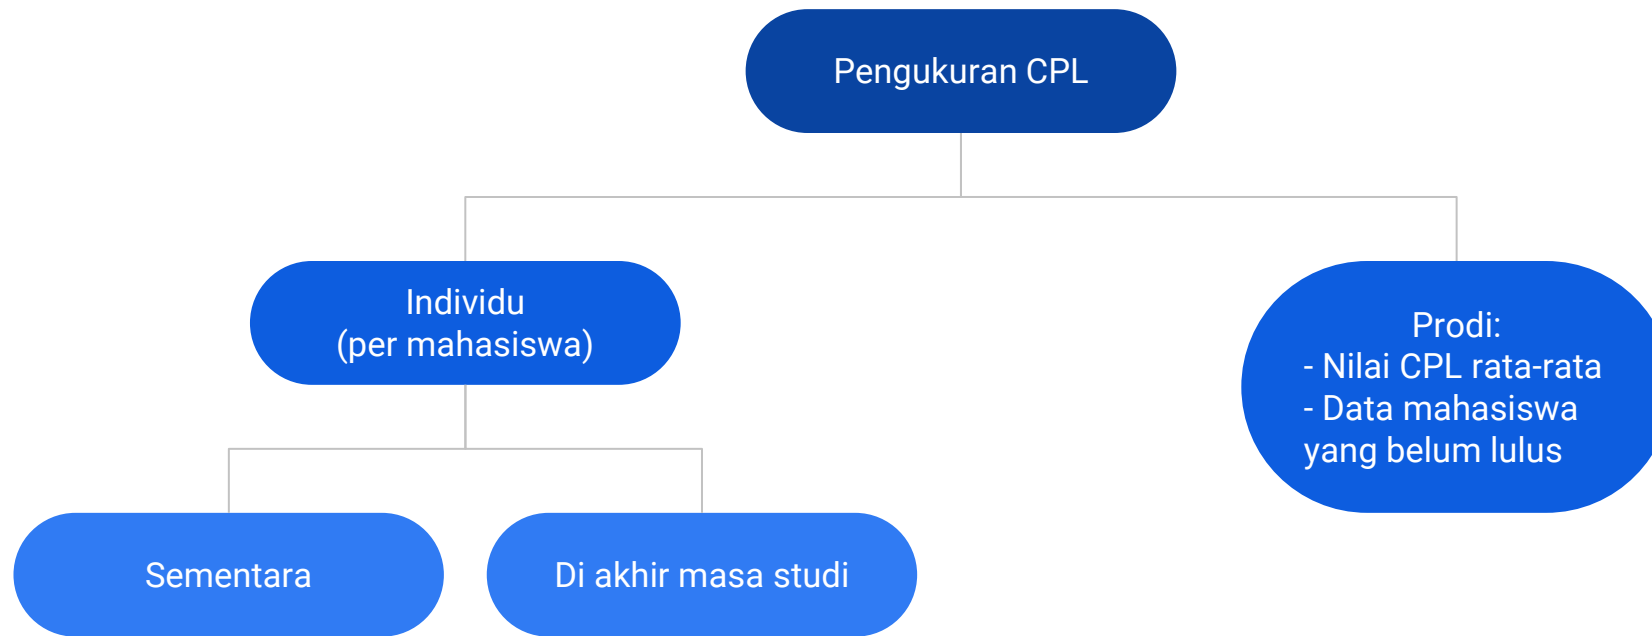 Pengukuran CPL
Individu
(per mahasiswa)
Prodi:
- Nilai CPL rata-rata
- Data mahasiswa
yang belum lulus
Sementara
Di akhir masa studi